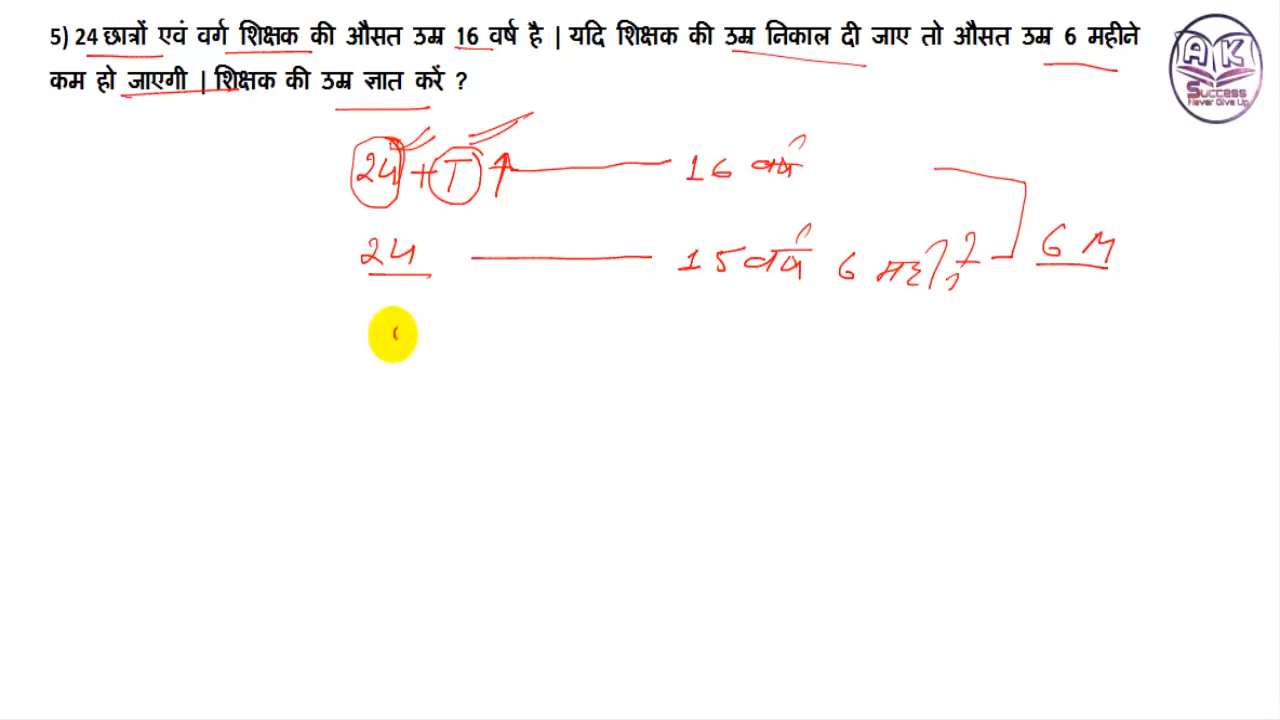 5) 24 छात्रों एवं वर्ग शिक्षक की औसत उम्र 16 वर्ष है | यदि शिक्षक की उम्र निकाल दी जाए तो औसत उम्र 6 महीने
कम हो जाएगी | शिक्षक की उम्र ज्ञात करें ?
AK
Success
Never Give Up
24 + T ↑ 16 वर्ष
24 15 वर्ष 6 महीने 6 M